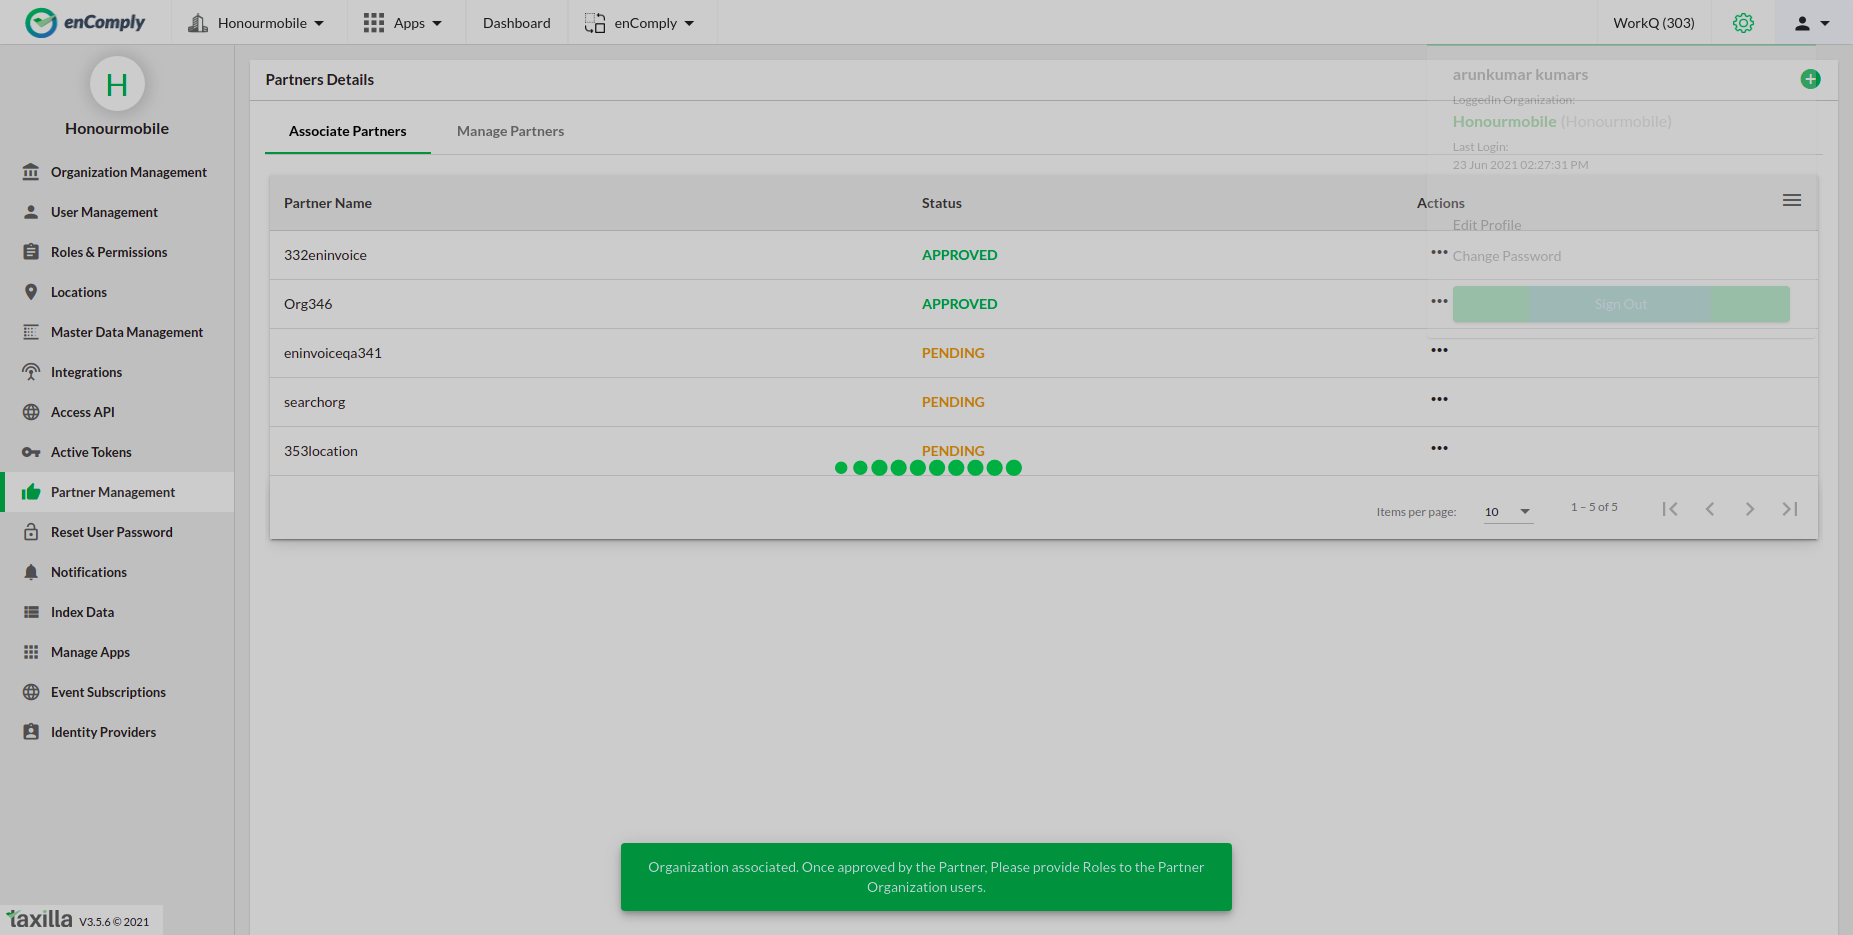 enComply
Honourmobile
Apps
Dashboard
enComply
WorkQ (303)
H
Honourmobile
Organization Management
User Management
Roles & Permissions
Locations
Master Data Management
Integrations
Access API
Active Tokens
Partner Management
Reset User Password
Notifications
Index Data
Manage Apps
Event Subscriptions
Identity Providers
taxilla V3.5.6 © 2021
Partners Details
Associate Partners Manage Partners
arunkumar kumars
LoggedIn Organization:
Honourmobile (Honourmobile)
Last Login:
23 Jun 2021 02:27:31 PM
Edit Profile
Change Password
Sign Out
Partner Name Status Actions
332eninvoice APPROVED
Org346 APPROVED
eninvoiceqa341 PENDING
searchorg PENDING
353location PENDING
Items per page: 10 1 – 5 of 5
Organization associated. Once approved by the Partner, Please provide Roles to the Partner
Organization users.